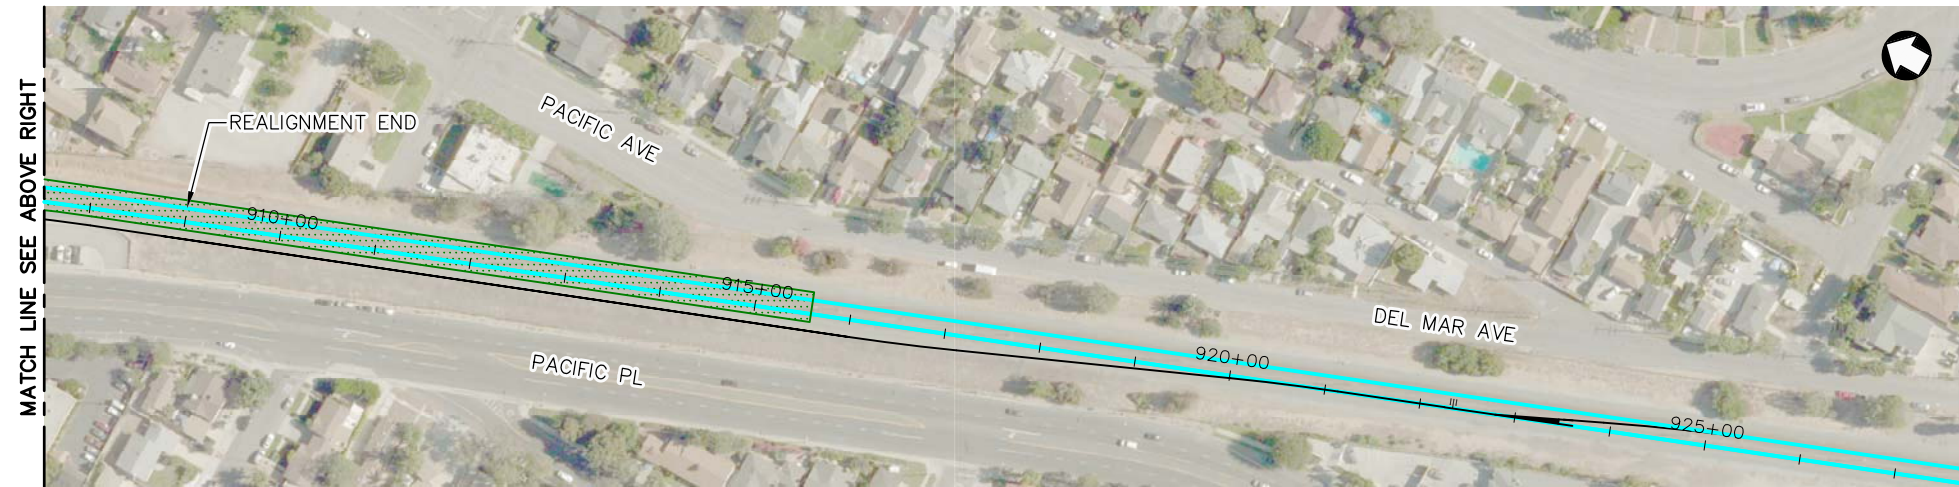 MATCH LINE SEE ABOVE RIGHT
REALIGNMENT END
PACIFIC AVE
910+00
915+00
PACIFIC PL
920+00
DEL MAR AVE
925+00